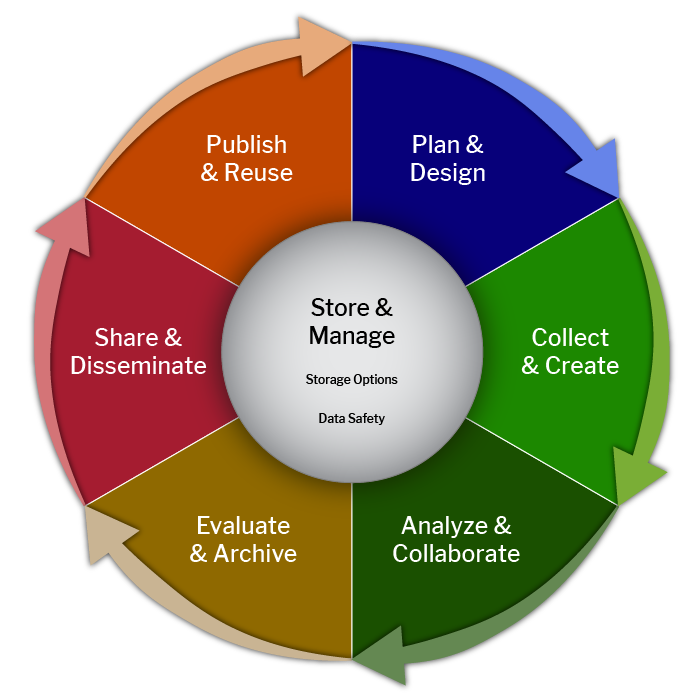 Publish
& Reuse
Plan &
Design
Store &
Manage
Storage Options
Data Safety
Share &
Disseminate
Collect
& Create
Evaluate
& Archive
Analyze &
Collaborate